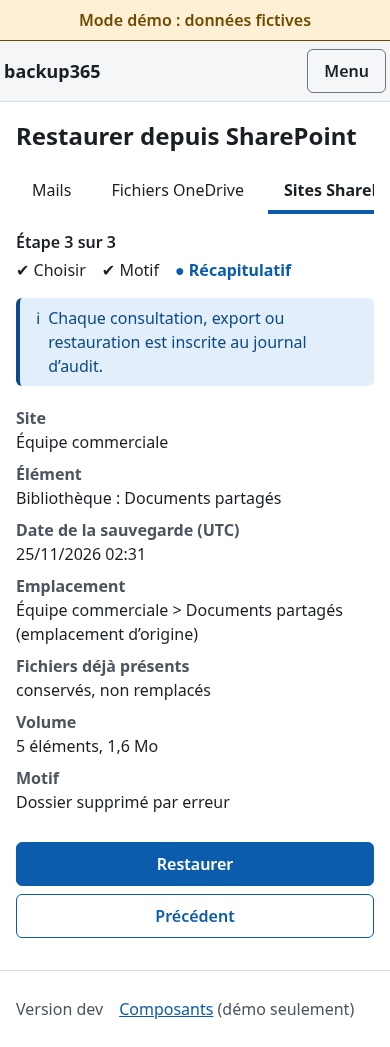 Mode démo : données fictives
backup365
Menu
Restaurer depuis SharePoint
Mails Fichiers OneDrive Sites Share
Étape 3 sur 3
✔ Choisir ✔ Motif ● Récapitulatif
i Chaque consultation, export ou
restauration est inscrite au journal
d’audit.
Site
Équipe commerciale
Élément
Bibliothèque : Documents partagés
Date de la sauvegarde (UTC)
25/11/2026 02:31
Emplacement
Équipe commerciale > Documents partagés
(emplacement d’origine)
Fichiers déjà présents
conservés, non remplacés
Volume
5 éléments, 1,6 Mo
Motif
Dossier supprimé par erreur
Restaurer
Précédent
Version dev Composants (démo seulement)